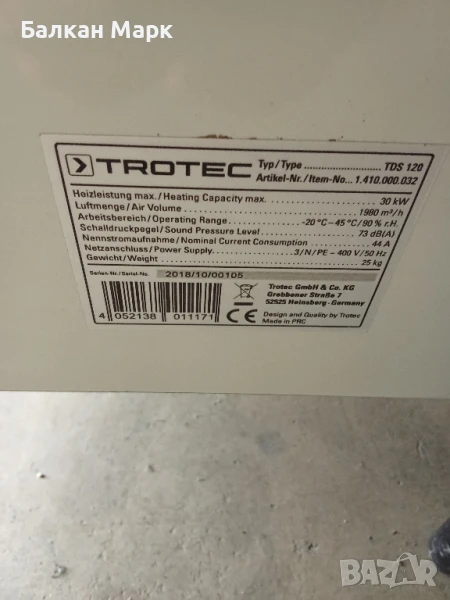 Балкан Марк
TROTEC
Typ/Type TDS 120
Artikel-Nr./Item-No... 1.410.000.032
Heizleistung max./Heating Capacity max. 30 kW
Luftmenge/Air Volume 1980 m³/h
Arbeitsbereich/Operating Range -20°C–45°C/90% r.H.
Schalldruckpegel/Sound Pressure Level 73 dB(A)
Nennstromaufnahme/Nominal Current Consumption 44 A
Netzanschluss/Power Supply 3/N/PE~400 V/50 Hz
Gewicht/Weight 25 kg
Serien-Nr./Serial-No. 2018/10/00105
Trotec GmbH & Co. KG
Grebbener Straße 7
52525 Heinsberg-Germany
4 052138 011171
CE
Design and Quality by Trotec
Made in PRC
BAZAR